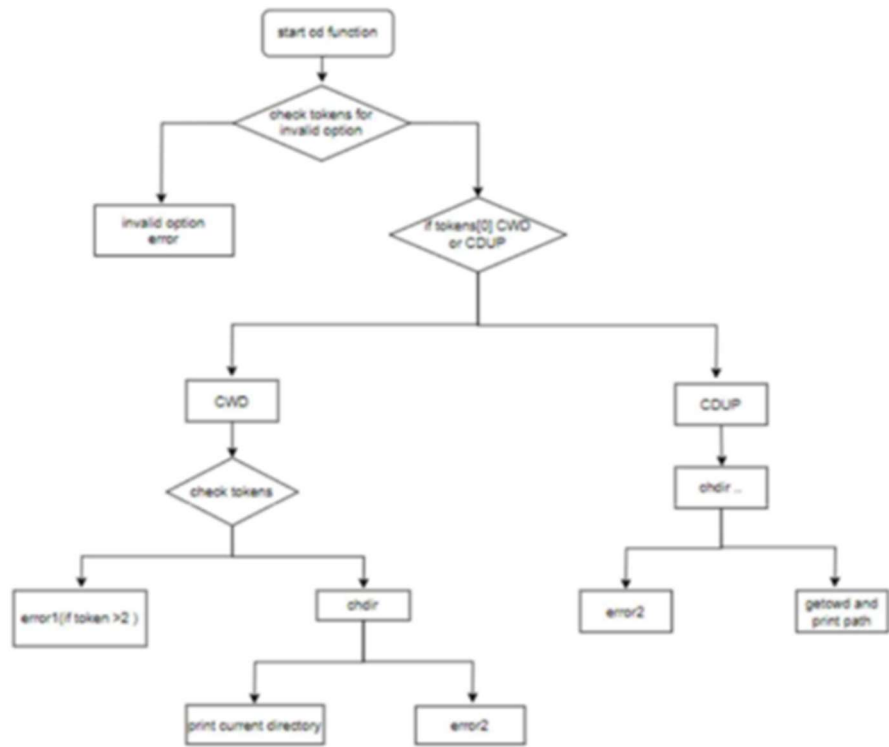 start cd function
check tokens for
invalid option
invalid option
error
if tokens[0] CWD
or CDUP
CWD
CDUP
check tokens
chdir ..
error1(if token >2 )
chdir
error2
getcwd and
print path
print current directory
error2